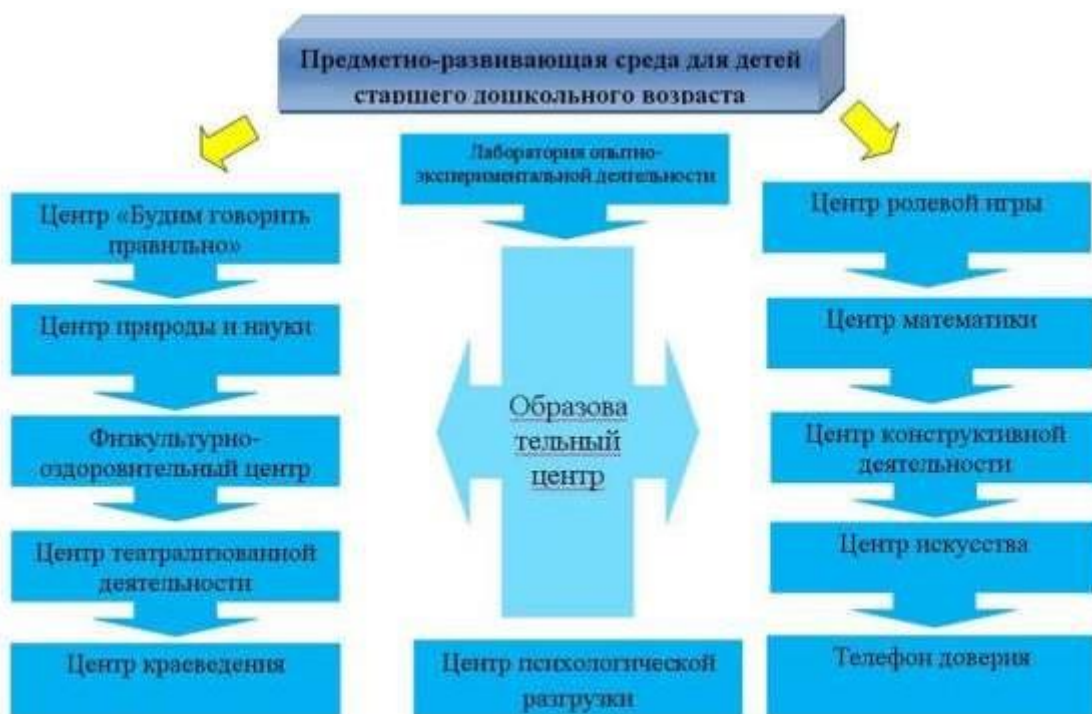 Предметно-развивающая среда для детей
старшего дошкольного возраста
Лаборатория опытно-
экспериментальной деятельности
Центр «Будим говорить
правильно»
Центр природы и науки
Физкультурно-
оздоровительный центр
Центр театрализованной
деятельности
Центр краеведения
Образова
тельный
центр
Центр психологической
разгрузки
Центр ролевой игры
Центр математики
Центр конструктивной
деятельности
Центр искусства
Телефон доверия